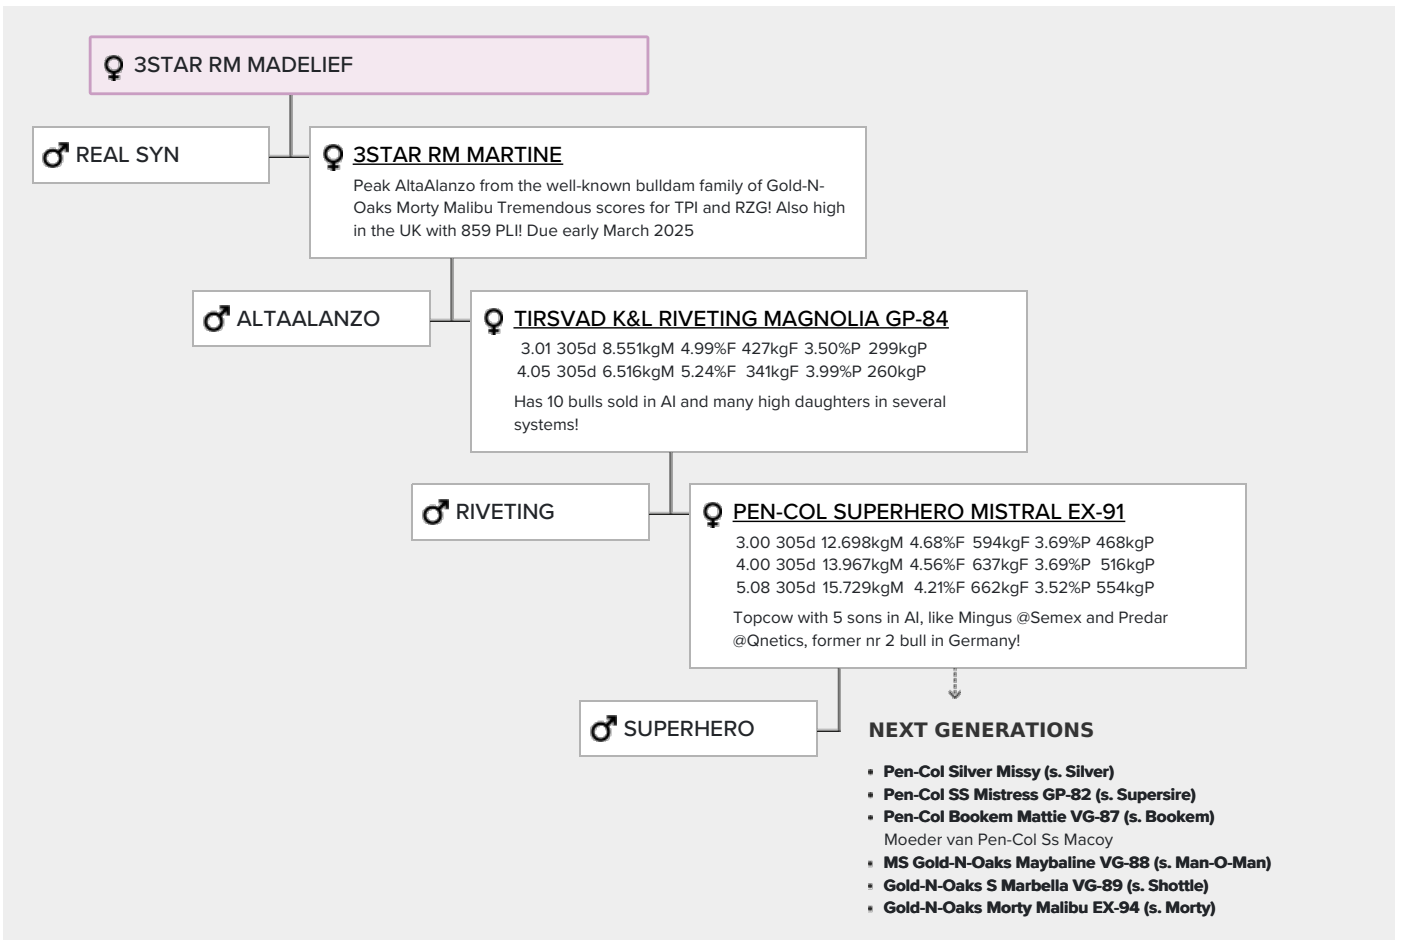 3STAR RM MADELIEF
REAL SYN
3STAR RM MARTINE
Peak AltaAlanzo from the well-known bulldam family of Gold-N-
Oaks Morty Malibu Tremendous scores for TPI and RZG! Also high
in the UK with 859 PLI! Due early March 2025
ALTAALANZO
TIRSVAD K&L RIVETING MAGNOLIA GP-84
3.01 305d 8.551kgM 4.99%F 427kgF 3.50%P 299kgP
4.05 305d 6.516kgM 5.24%F 341kgF 3.99%P 260kgP
Has 10 bulls sold in AI and many high daughters in several
systems!
RIVETING
PEN-COL SUPERHERO MISTRAL EX-91
3.00 305d 12.698kgM 4.68%F 594kgF 3.69%P 468kgP
4.00 305d 13.967kgM 4.56%F 637kgF 3.69%P 516kgP
5.08 305d 15.729kgM 4.21%F 662kgF 3.52%P 554kgP
Topcow with 5 sons in AI, like Mingus @Semex and Predar
@Qnetics, former nr 2 bull in Germany!
SUPERHERO
NEXT GENERATIONS
• Pen-Col Silver Missy (s. Silver)
• Pen-Col SS Mistress GP-82 (s. Supersire)
• Pen-Col Bookem Mattie VG-87 (s. Bookem)
Moeder van Pen-Col Ss Macoy
• MS Gold-N-Oaks Maybaline VG-88 (s. Man-O-Man)
• Gold-N-Oaks S Marbella VG-89 (s. Shottle)
• Gold-N-Oaks Morty Malibu EX-94 (s. Morty)